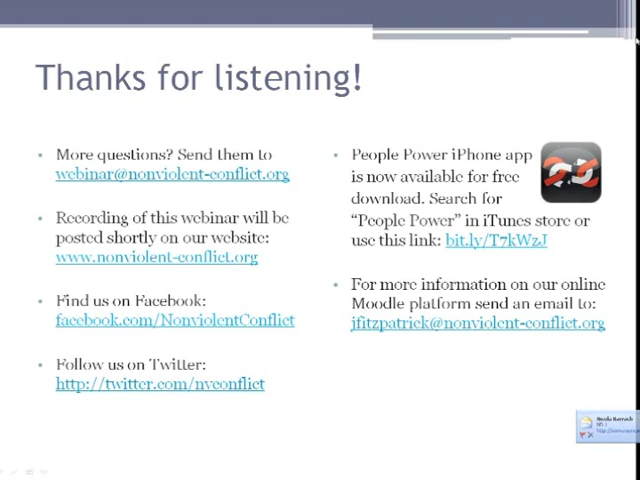 Thanks for listening!
More questions? Send them to
webinar@nonviolent-conflict.org
Recording of this webinar will be
posted shortly on our website:
www.nonviolent-conflict.org
Find us on Facebook:
facebook.com/NonviolentConflict
Follow us on Twitter:
http://twitter.com/nvconflict
People Power iPhone app
is now available for free
download. Search for
“People Power” in iTunes store or
use this link: bit.ly/T7kWzJ
For more information on our online
Moodle platform send an email to:
jfitzpatrick@nonviolent-conflict.org